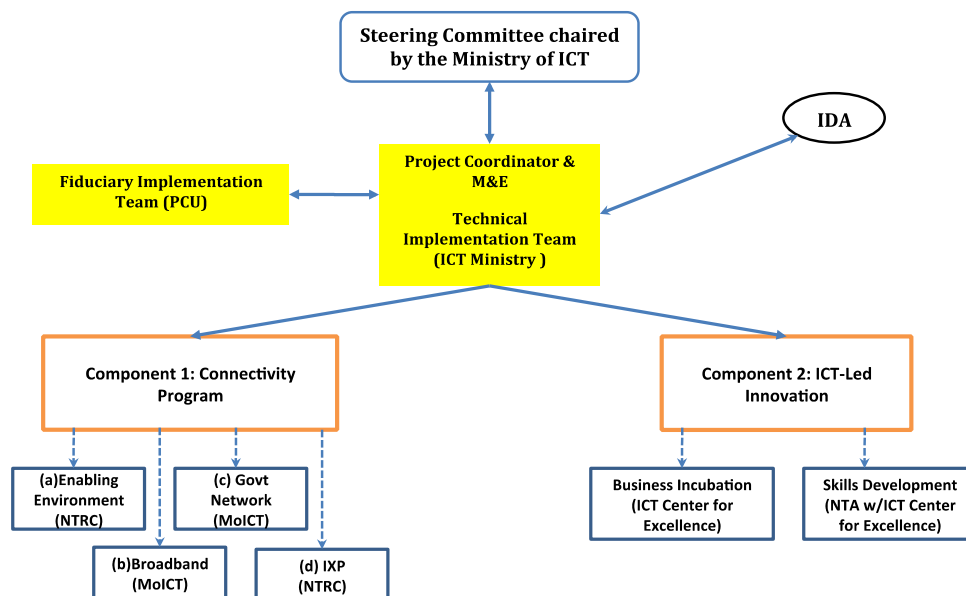 Steering Committee chaired
by the Ministry of ICT
IDA
Project Coordinator &
M&E
Technical
Implementation Team
(ICT Ministry )
Fiduciary Implementation
Team (PCU)
Component 1: Connectivity
Program
Component 2: ICT-Led
Innovation
(a)Enabling
Environment
(NTRC)
(b)Broadband
(MoICT)
(c) Govt
Network
(MoICT)
(d) IXP
(NTRC)
Business Incubation
(ICT Center for
Excellence)
Skills Development
(NTA w/ICT Center
for Excellence)